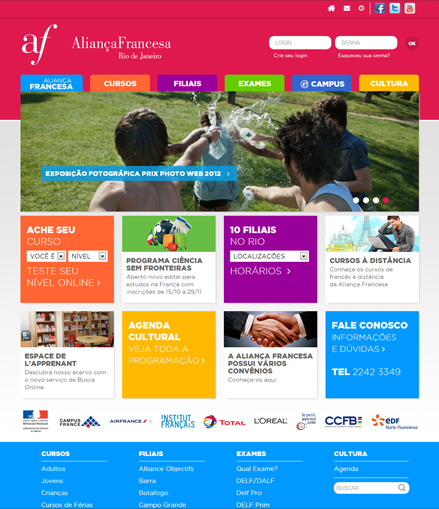 af
AliançaFrancesa
Rio de Janeiro
LOGIN
SENHA
OK
Crie seu login
Esqueceu sua senha?
ALIANÇA
FRANCESA
CURSOS
FILIAIS
EXAMES
@ CAMPUS
CULTURA
EXPOSIÇÃO FOTOGRÁFICA PRIX PHOTO WEB 2012 >
ACHE SEU
CURSO
VOCÊ É
NÍVEL
TESTE SEU
NÍVEL ONLINE >
PROGRAMA CIÊNCIA
SEM FRONTEIRAS
Aberto novo edital para
estudos na França com
inscrições de 15/10 a 29/11
10 FILIAIS
NO RIO
LOCALIZAÇÕES
HORÁRIOS >
CURSOS À DISTÂNCIA
Conheça os cursos de
francês à distância
da Aliança Francesa
ESPACE DE
L'APPRENANT
Descubra nosso acervo com
o novo serviço de Busca
Online
AGENDA
CULTURAL
VEJA TODA A
PROGRAMAÇÃO >
A ALIANÇA FRANCESA
POSSUI VÁRIOS
CONVÊNIOS
Conheça-os aqui
FALE CONOSCO
INFORMAÇÕES
E DÚVIDAS >
TEL 2242 3349
CAMPUS
FRANCE
AIRFRANCE
INSTITUT
FRANÇAIS
TOTAL
L'ORÉAL
le petit
journal
.com
CCFB
edf
Norte Fluminense
CURSOS
Adultos
Jovens
Crianças
Cursos de Férias
FILIAIS
Alliance Objectifs
Barra
Botafogo
Campo Grande
EXAMES
Qual Exame?
DELF/DALF
Delf Pro
DELF Prim
CULTURA
Agenda
BUSCAR